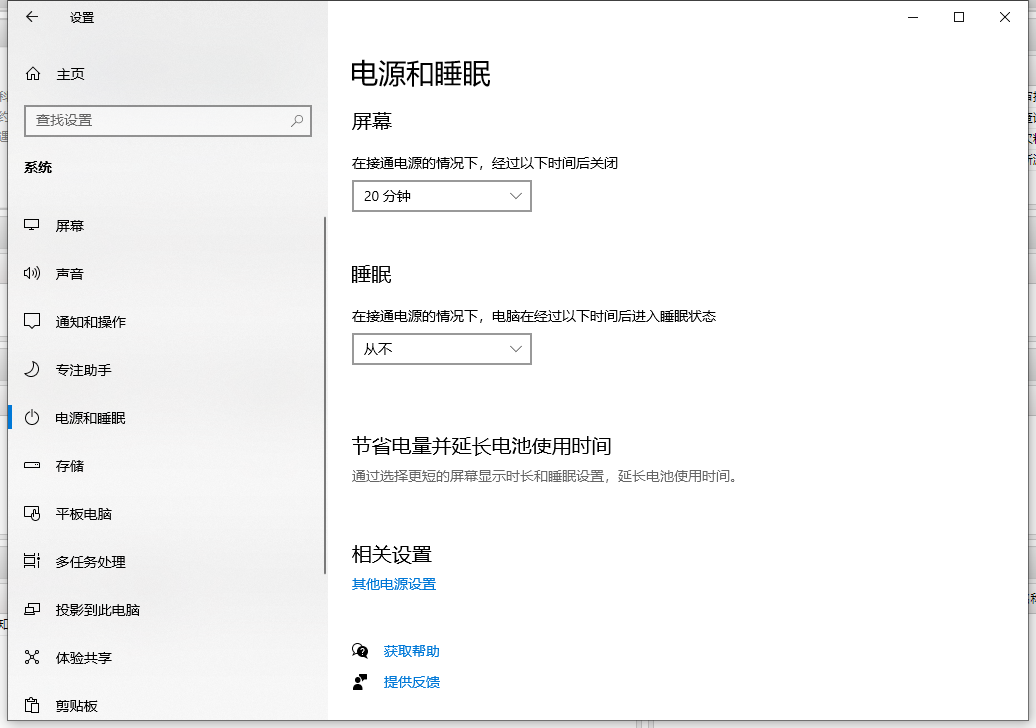 设置
主页
查找设置
系统
屏幕
声音
通知和操作
专注助手
电源和睡眠
存储
平板电脑
多任务处理
投影到此电脑
体验共享
剪贴板
电源和睡眠
屏幕
在接通电源的情况下，经过以下时间后关闭
20 分钟
睡眠
在接通电源的情况下，电脑在经过以下时间后进入睡眠状态
从不
节省电量并延长电池使用时间
通过选择更短的屏幕显示时长和睡眠设置，延长电池使用时间。
相关设置
其他电源设置
获取帮助
提供反馈